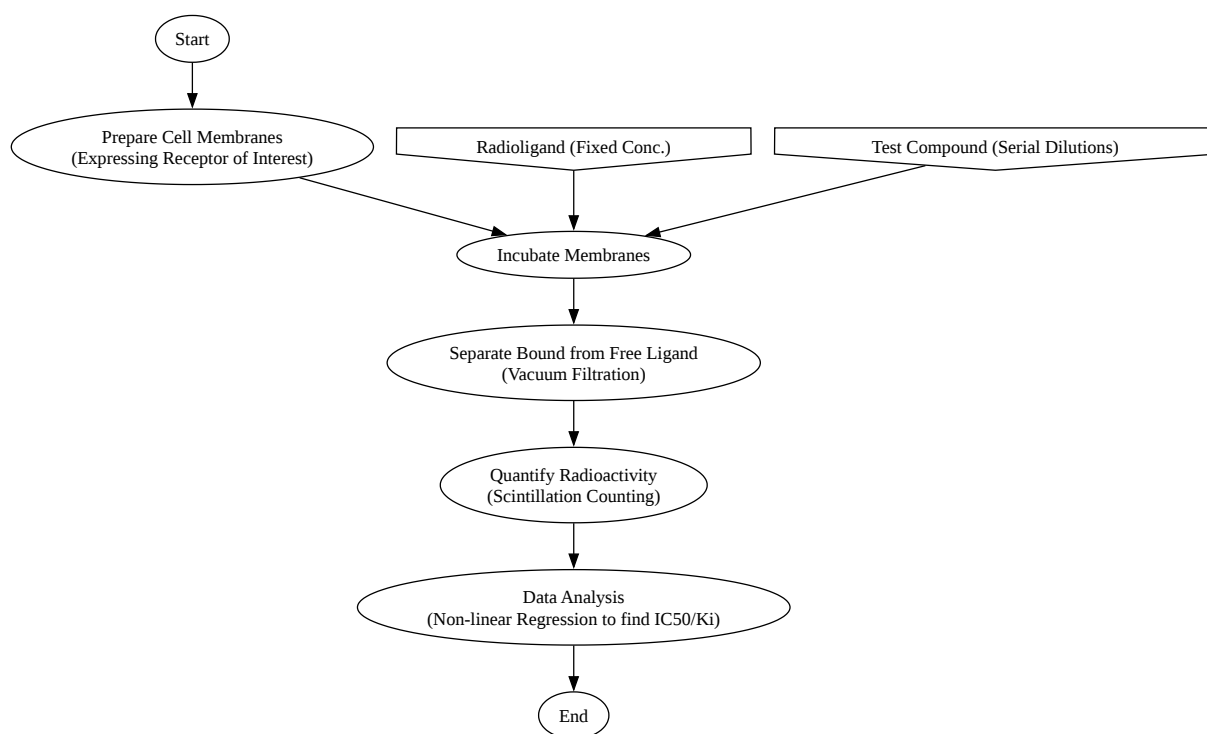 Start
Prepare Cell Membranes
(Expressing Receptor of Interest)
Radioligand (Fixed Conc.)
Test Compound (Serial Dilutions)
Incubate Membranes
Separate Bound from Free Ligand
(Vacuum Filtration)
Quantify Radioactivity
(Scintillation Counting)
Data Analysis
(Non-linear Regression to find IC50/Ki)
End